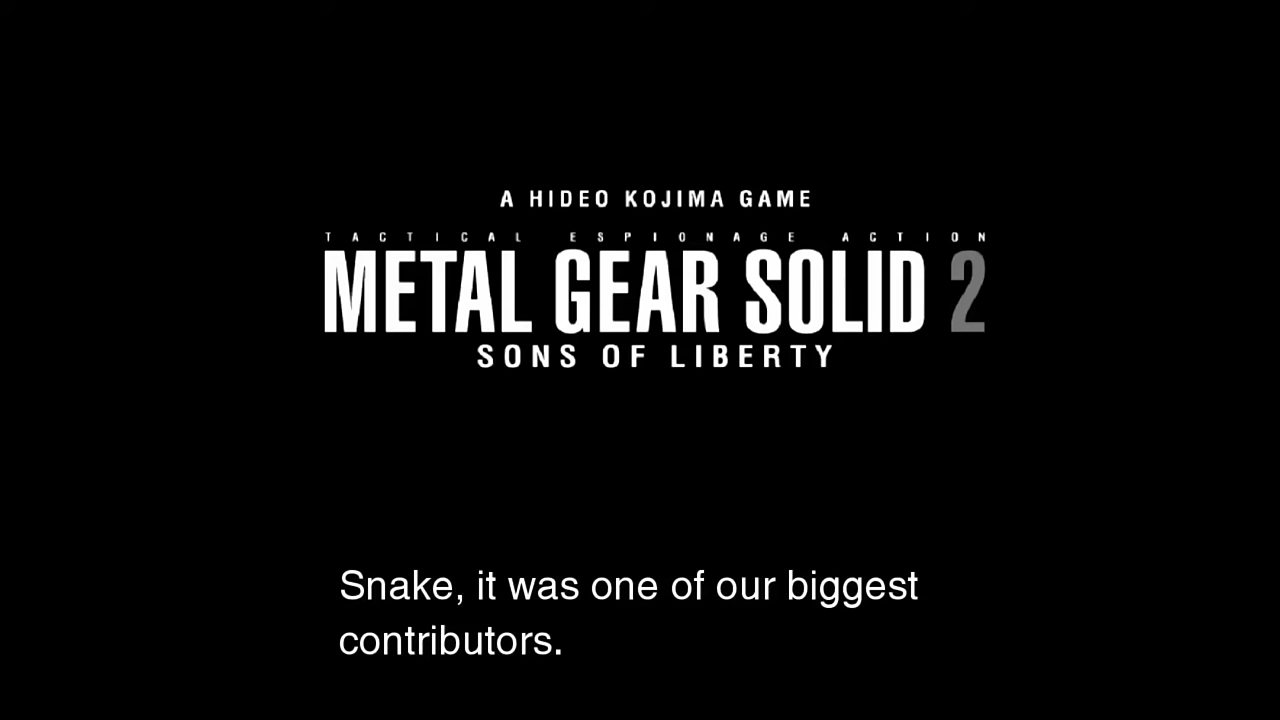 A HIDEO KOJIMA GAME
TACTICAL ESPIONAGE ACTION
METAL GEAR SOLID 2
SONS OF LIBERTY
Snake, it was one of our biggest
contributors.